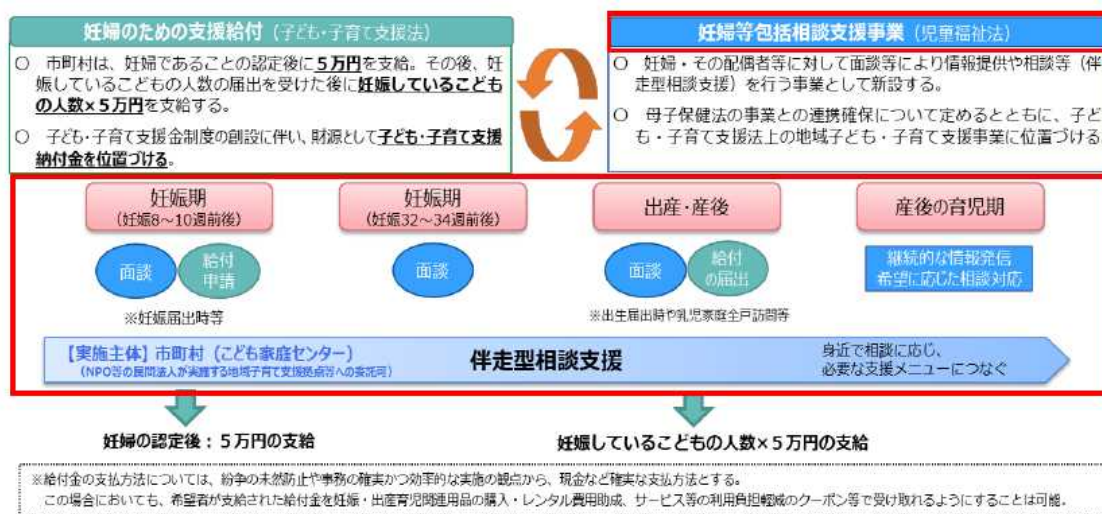 妊婦のための支援給付（子ども・子育て支援法）
○ 市町村は、妊婦であることの認定後に5万円を支給。その後、妊
娠しているこどもの人数の届出を受けた後に妊娠しているこども
の人数×5万円を支給する。
○ 子ども・子育て支援金制度の創設に伴い、財源として子ども・子育て支援
納付金を位置づける。
妊婦等包括相談支援事業（児童福祉法）
○ 妊婦・その配偶者等に対して面談等により情報提供や相談等（伴
走型相談支援）を行う事業として新設する。
○ 母子保健法の事業との連携確保について定めるとともに、子ど
も・子育て支援法上の地域子ども・子育て支援事業に位置づける
妊娠期
（妊娠8～10週前後）
妊娠期
（妊娠32～34週前後）
出産・産後
産後の育児期
面談
給付
申請
面談
面談
給付
の届出
継続的な情報発信
希望に応じた相談対応
※妊娠届出時等
※出生届出時や乳児家庭全戸訪問等
【実施主体】市町村（こども家庭センター）
（NPO等の民間法人が実施する地域子育て支援拠点等への委託可）
伴走型相談支援
身近で相談に応じ、
必要な支援メニューにつなぐ
妊婦の認定後：5万円の支給
妊娠しているこどもの人数×5万円の支給
※給付金の支払方法については、紛争の未然防止や事務の確実かつ効率的な実施の観点から、現金など確実な支払方法とする。
この場合においても、希望者が支給された給付金を妊娠・出産育児関連用品の購入・レンタル費用助成、サービス等の利用負担軽減のクーポン等で受け取れるようにすることは可能。